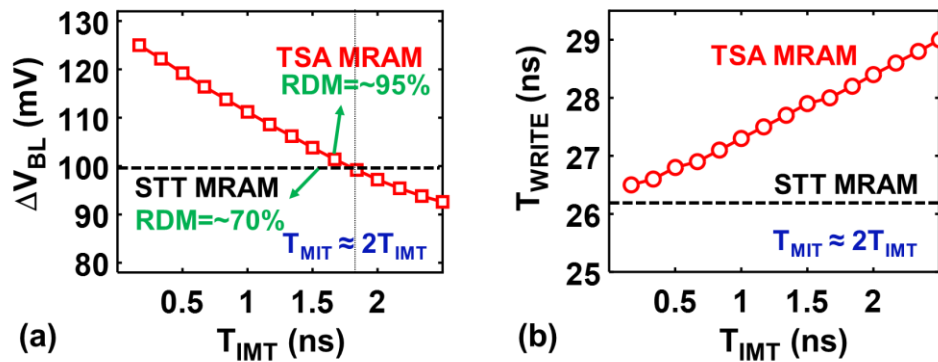 130
120
110
100
90
80
ΔV_BL (mV)
TSA MRAM
RDM=~95%
STT MRAM
RDM=~70%
T_MIT ≈ 2T_IMT
0.5 1 1.5 2
(a)
T_IMT (ns)
29
28
27
26
25
T_WRITE (ns)
TSA MRAM
STT MRAM
T_MIT ≈ 2T_IMT
0.5 1 1.5 2
(b)
T_IMT (ns)